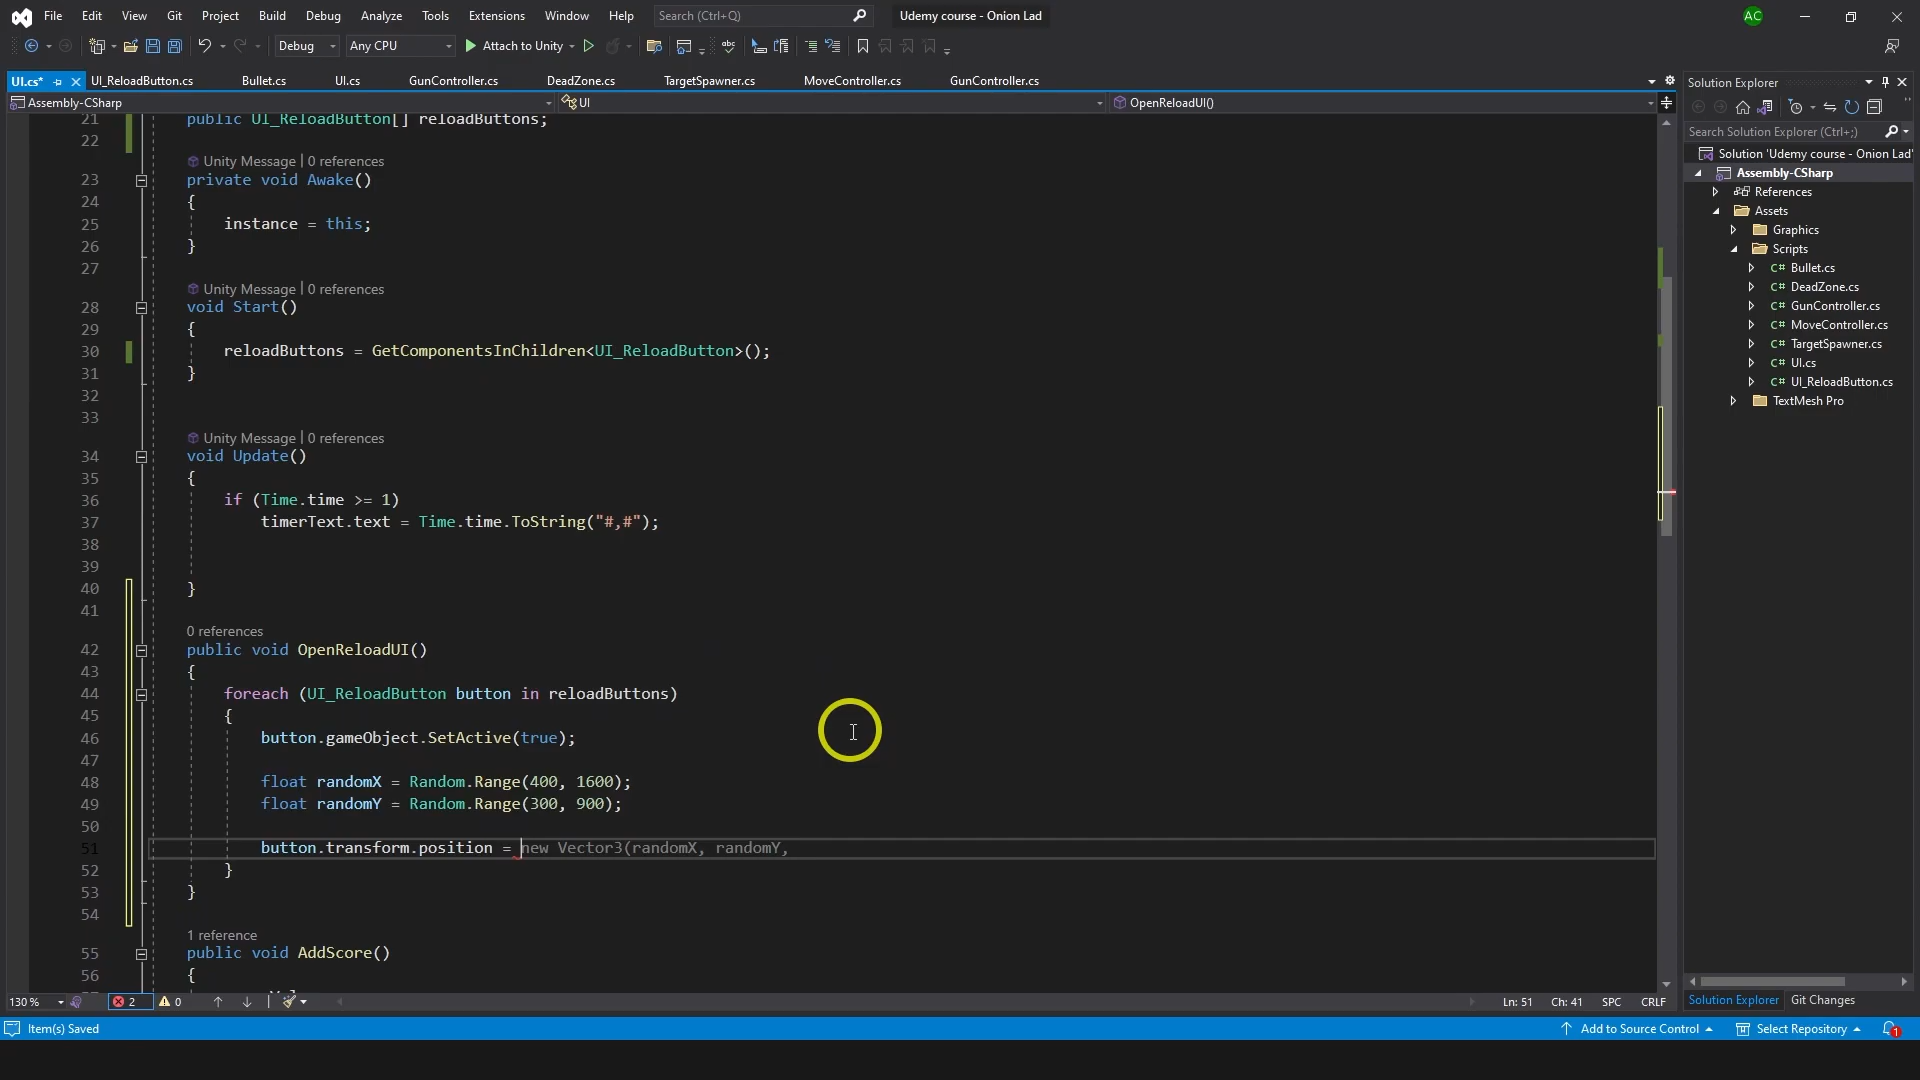 File Edit View Git Project Build Debug Analyze Tools Extensions Window Help Search (Ctrl+Q) Udemy course - Onion Lad AC
Debug Any CPU Attach to Unity
UI.cs* UI_ReloadButton.cs Bullet.cs UI.cs GunController.cs DeadZone.cs TargetSpawner.cs MoveController.cs GunController.cs
Assembly-CSharp UI OpenReloadUI()
21 public UI_ReloadButton[] reloadButtons;
22
Unity Message | 0 references
23 private void Awake()
24 {
25 instance = this;
26 }
27
Unity Message | 0 references
28 void Start()
29 {
30 reloadButtons = GetComponentsInChildren<UI_ReloadButton>();
31 }
32
33
Unity Message | 0 references
34 void Update()
35 {
36 if (Time.time >= 1)
37 timerText.text = Time.time.ToString("#,#");
38
39
40 }
41
0 references
42 public void OpenReloadUI()
43 {
44 foreach (UI_ReloadButton button in reloadButtons)
45 {
46 button.gameObject.SetActive(true);
47
48 float randomX = Random.Range(400, 1600);
49 float randomY = Random.Range(300, 900);
50
51 button.transform.position = new Vector3(randomX, randomY,
52 }
53 }
54
1 reference
55 public void AddScore()
56 {
130 % 2 0 Ln: 51 Ch: 41 SPC CRLF
Solution Explorer
Search Solution Explorer (Ctrl+;)
Solution 'Udemy course - Onion Lad'
Assembly-CSharp
References
Assets
Graphics
Scripts
C# Bullet.cs
C# DeadZone.cs
C# GunController.cs
C# MoveController.cs
C# TargetSpawner.cs
C# UI.cs
C# UI_ReloadButton.cs
TextMesh Pro
Solution Explorer Git Changes
Item(s) Saved Add to Source Control Select Repository 1